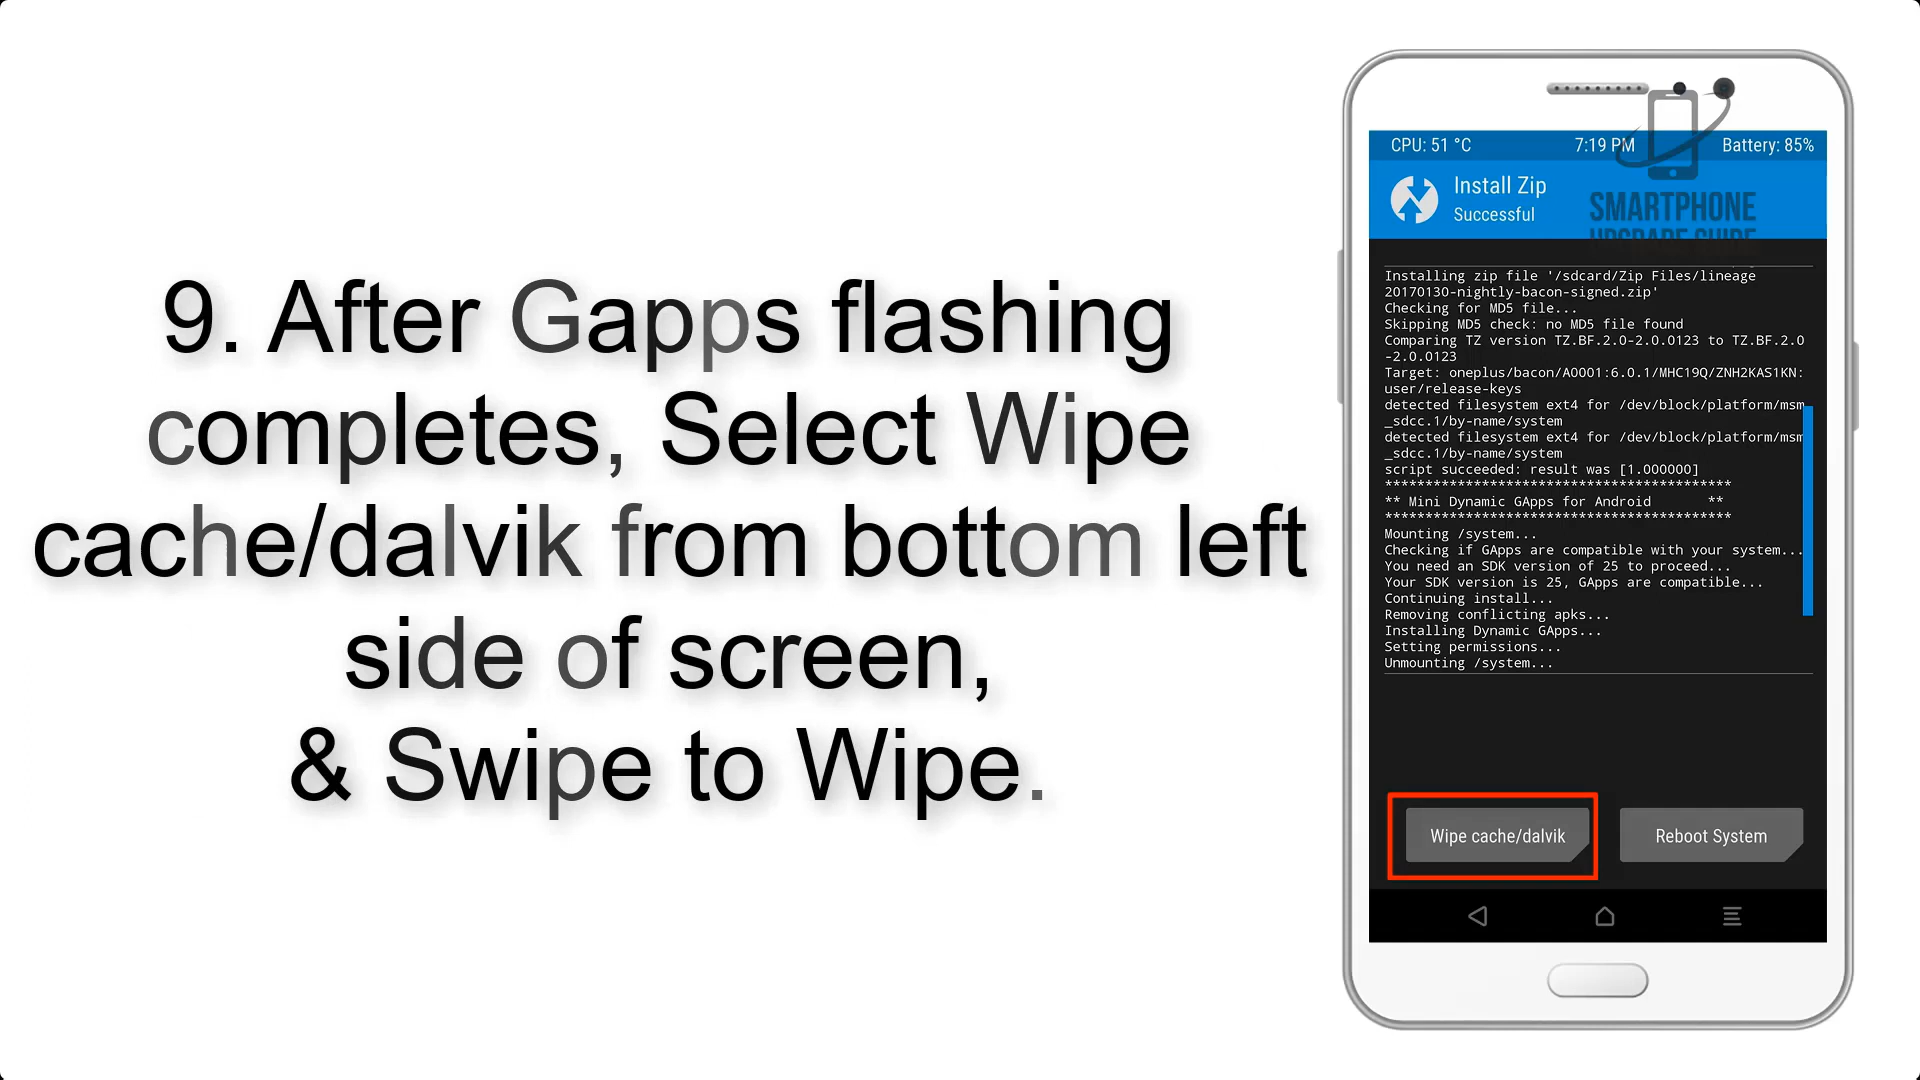 9. After Gapps flashing
completes, Select Wipe
cache/dalvik from bottom left
side of screen,
& Swipe to Wipe.
CPU: 51 °C 7:19 PM Battery: 85%
Install Zip
Successful
SMARTPHONE
UPGRADE GUIDE
Installing zip file '/sdcard/Zip Files/lineage
20170130-nightly-bacon-signed.zip'
Checking for MD5 file...
Skipping MD5 check: no MD5 file found
Comparing TZ version TZ.BF.2.0-2.0.0123 to TZ.BF.2.0
-2.0.0123
Target: oneplus/bacon/A0001:6.0.1/MHC19Q/ZNH2KAS1KN:
user/release-keys
detected filesystem ext4 for /dev/block/platform/msm
_sdcc.1/by-name/system
detected filesystem ext4 for /dev/block/platform/msm
_sdcc.1/by-name/system
script succeeded: result was [1.000000]
*******************************************
** Mini Dynamic GApps for Android **
*******************************************
Mounting /system...
Checking if GApps are compatible with your system...
You need an SDK version of 25 to proceed...
Your SDK version is 25, GApps are compatible...
Continuing install...
Removing conflicting apks...
Installing Dynamic GApps...
Setting permissions...
Unmounting /system...
Wipe cache/dalvik Reboot System